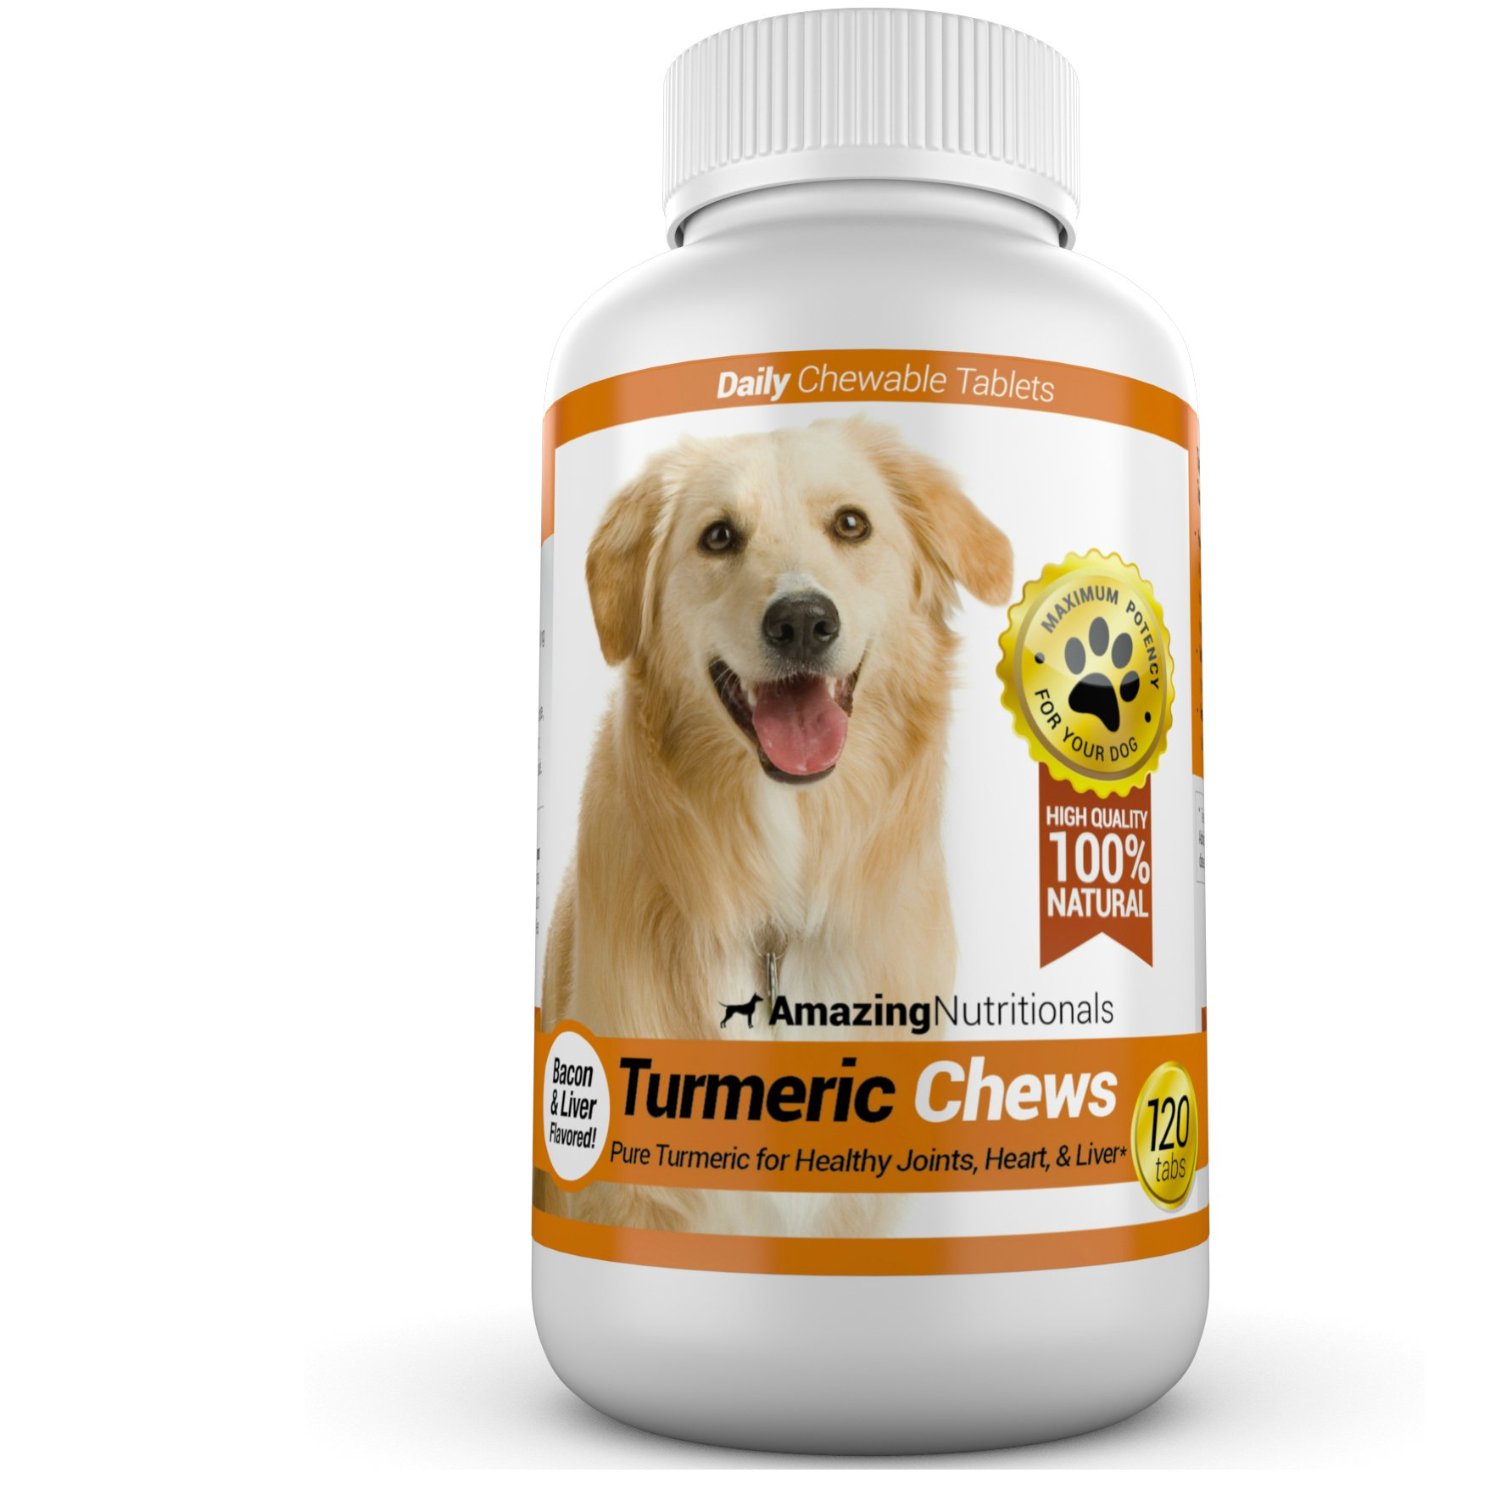 Daily Chewable Tablets
MAXIMUM POTENCY
FOR YOUR DOG
HIGH QUALITY
100%
NATURAL
AmazingNutritionals
Bacon
& Liver
Flavored!
Turmeric Chews
Pure Turmeric for Healthy Joints, Heart, & Liver*
120
tabs